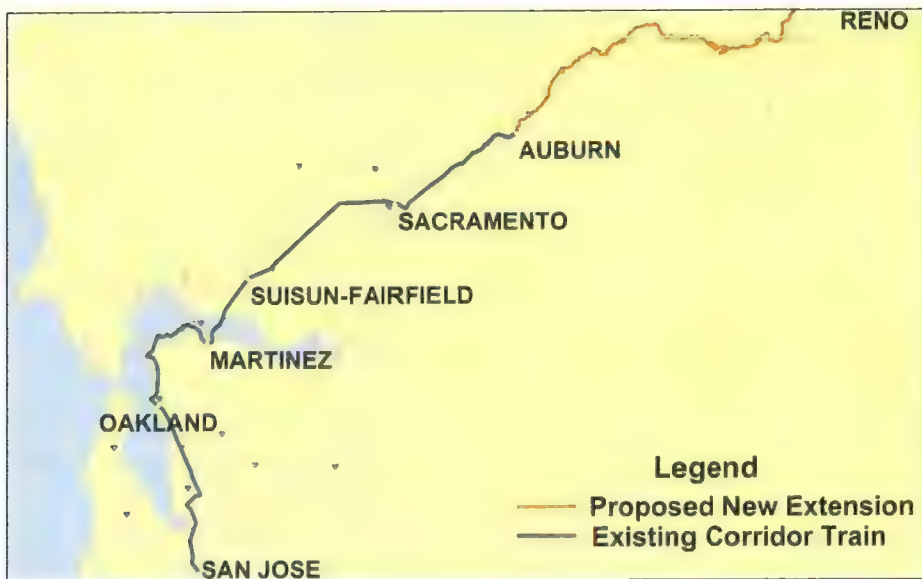 RENO
AUBURN
SACRAMENTO
SUISUN-FAIRFIELD
MARTINEZ
OAKLAND
SAN JOSE
Legend
Proposed New Extension
Existing Corridor Train